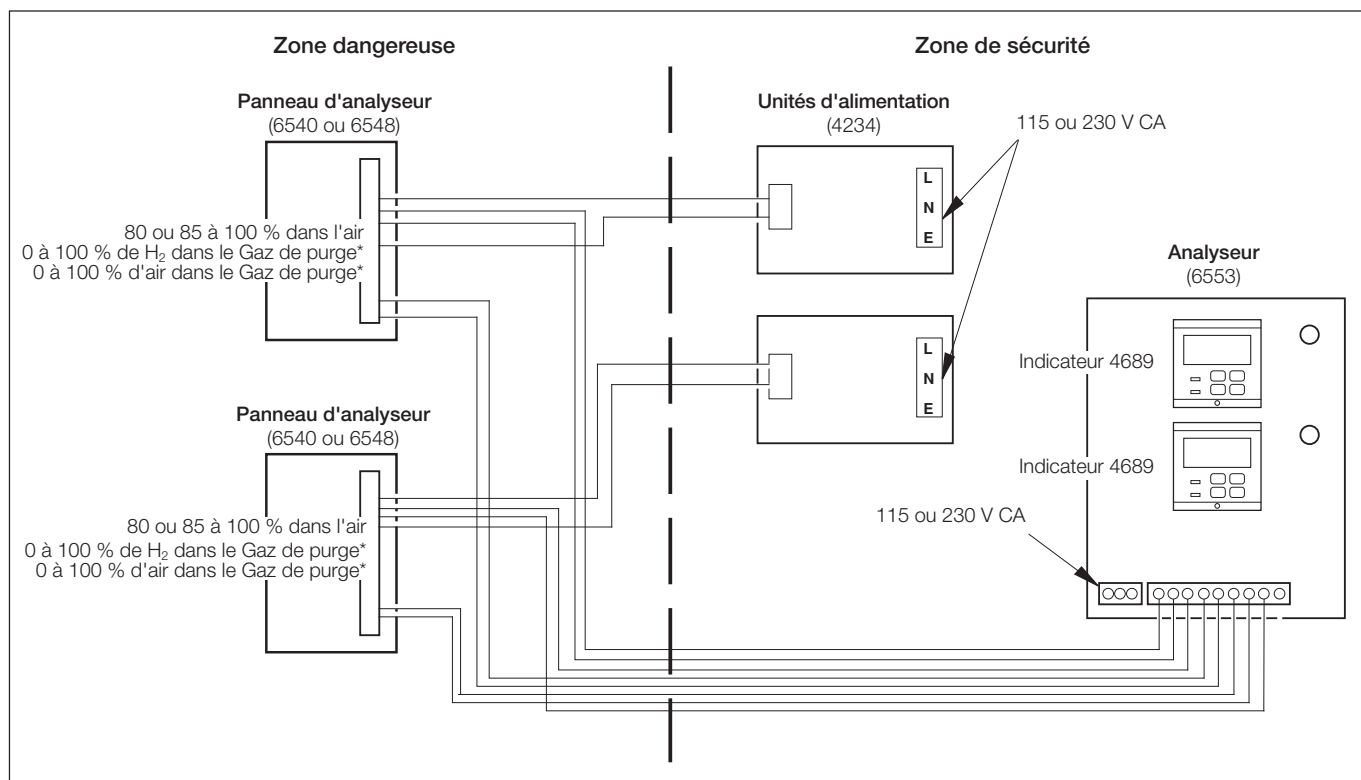 Zone dangereuse
Zone de sécurité
Panneau d'analyseur
(6540 ou 6548)
80 ou 85 à 100 % dans l'air
0 à 100 % de H₂ dans le Gaz de purge*
0 à 100 % d'air dans le Gaz de purge*
Unités d'alimentation
(4234)
115 ou 230 V CA
L
N
E
L
N
E
Analyseur
(6553)
Indicateur 4689
Indicateur 4689
115 ou 230 V CA
Panneau d'analyseur
(6540 ou 6548)
80 ou 85 à 100 % dans l'air
0 à 100 % de H₂ dans le Gaz de purge*
0 à 100 % d'air dans le Gaz de purge*